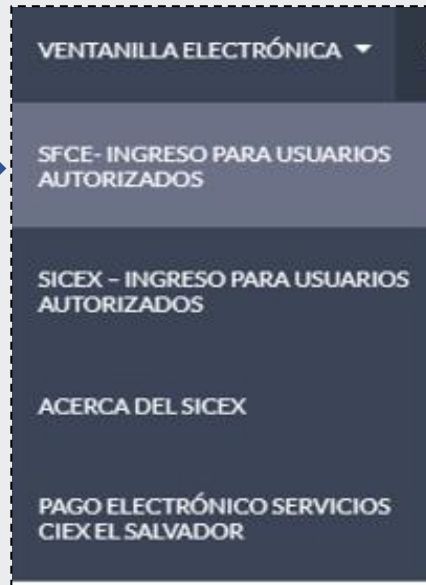 VENTANILLA ELECTRÓNICA
SFCE- INGRESO PARA USUARIOS
AUTORIZADOS
SICEX – INGRESO PARA USUARIOS
AUTORIZADOS
ACERCA DEL SICEX
PAGO ELECTRÓNICO SERVICIOS
CIEX EL SALVADOR